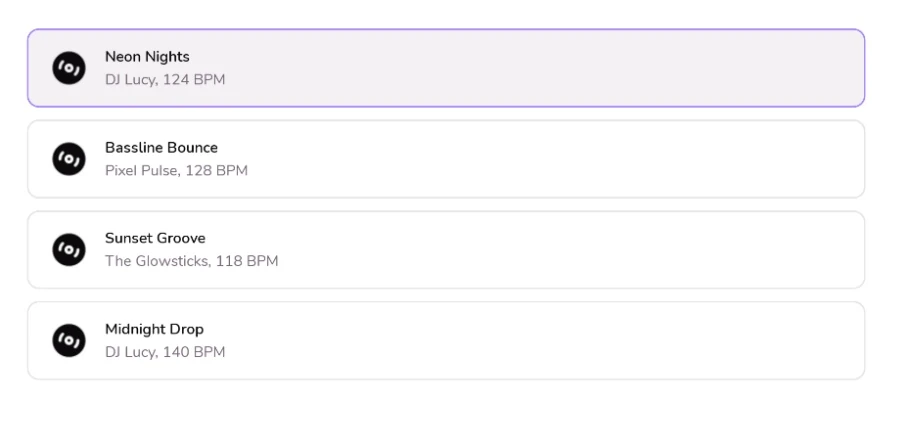 Neon Nights
DJ Lucy, 124 BPM
Bassline Bounce
Pixel Pulse, 128 BPM
Sunset Groove
The Glowsticks, 118 BPM
Midnight Drop
DJ Lucy, 140 BPM